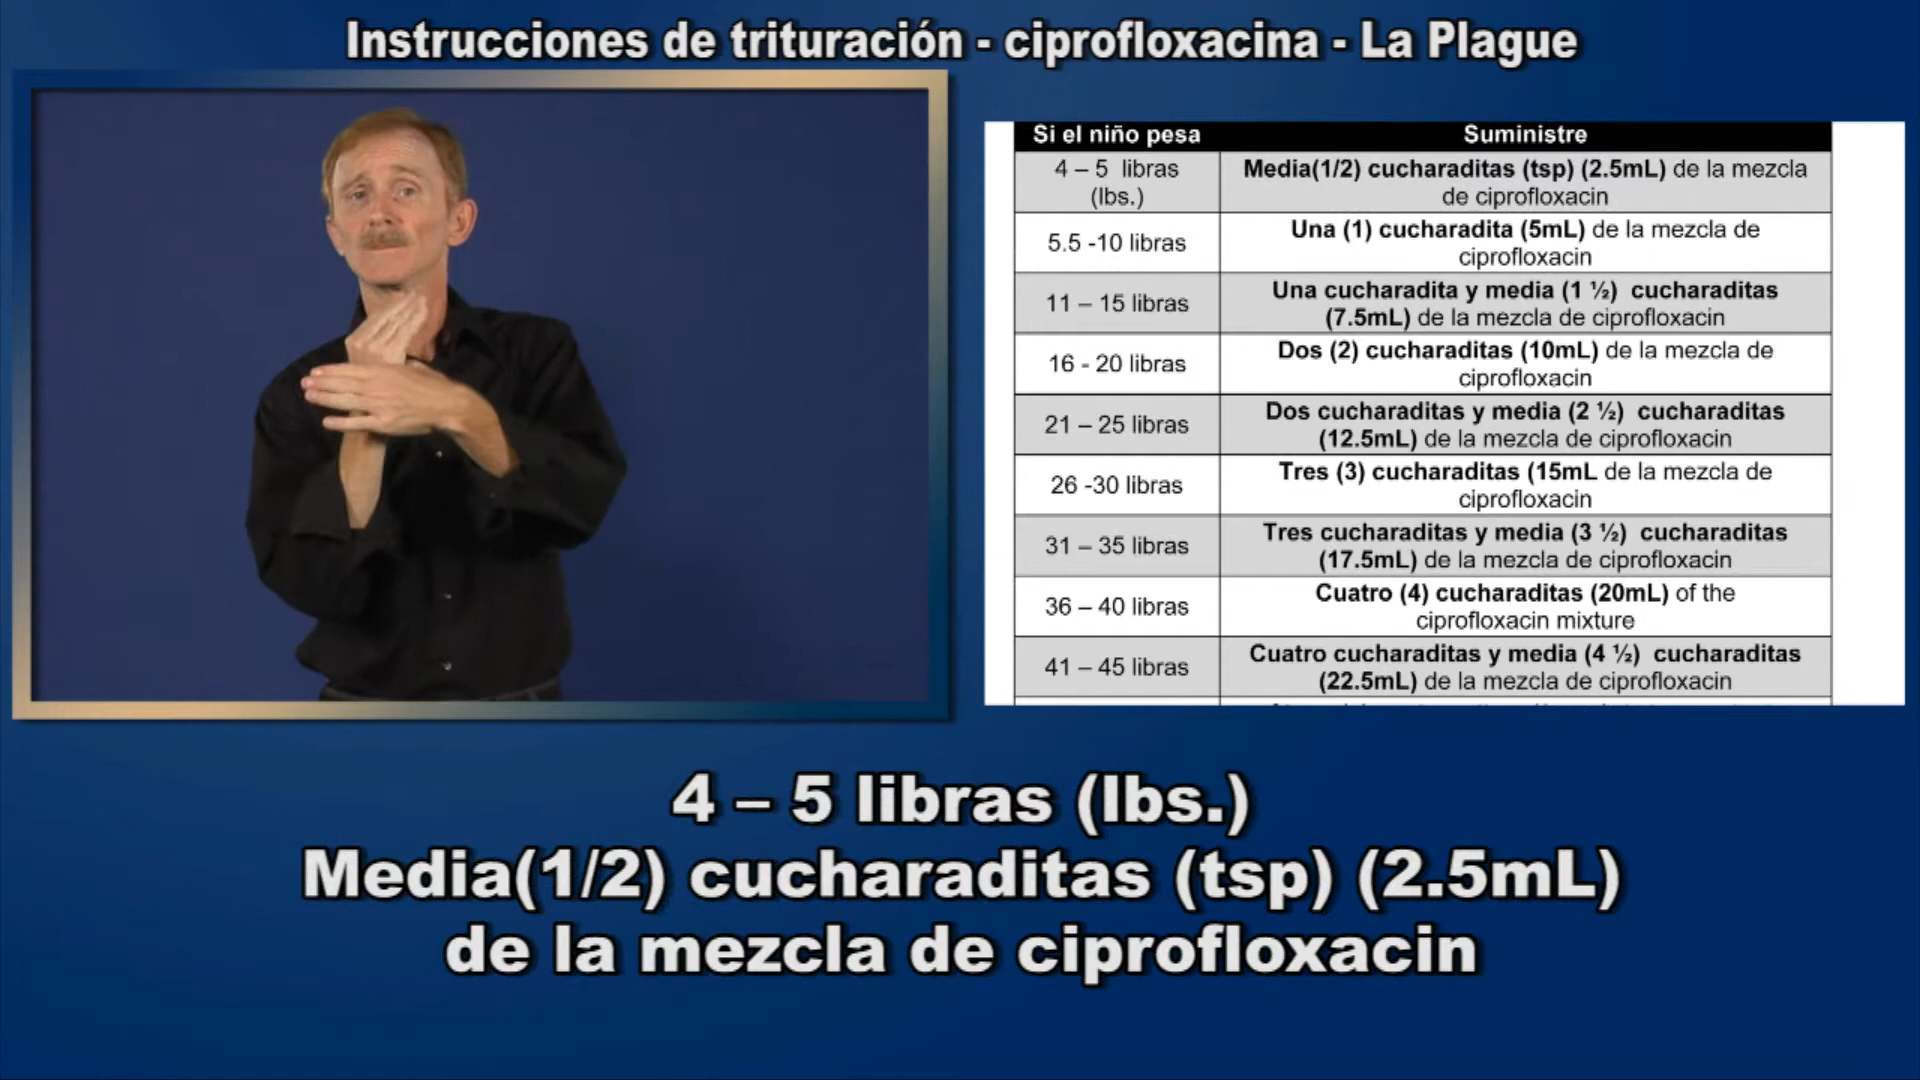 Instrucciones de trituración - ciprofloxacina - La Plague
Si el niño pesa Suministre
4 – 5 libras Media(1/2) cucharaditas (tsp) (2.5mL) de la mezcla
(lbs.) de ciprofloxacin
5.5 -10 libras Una (1) cucharadita (5mL) de la mezcla de
ciprofloxacin
11 – 15 libras Una cucharadita y media (1 ½) cucharaditas
(7.5mL) de la mezcla de ciprofloxacin
16 - 20 libras Dos (2) cucharaditas (10mL) de la mezcla de
ciprofloxacin
21 – 25 libras Dos cucharaditas y media (2 ½) cucharaditas
(12.5mL) de la mezcla de ciprofloxacin
26 -30 libras Tres (3) cucharaditas (15mL de la mezcla de
ciprofloxacin
31 – 35 libras Tres cucharaditas y media (3 ½) cucharaditas
(17.5mL) de la mezcla de ciprofloxacin
36 – 40 libras Cuatro (4) cucharaditas (20mL) of the
ciprofloxacin mixture
41 – 45 libras Cuatro cucharaditas y media (4 ½) cucharaditas
(22.5mL) de la mezcla de ciprofloxacin
4 – 5 libras (lbs.)
Media(1/2) cucharaditas (tsp) (2.5mL)
de la mezcla de ciprofloxacin